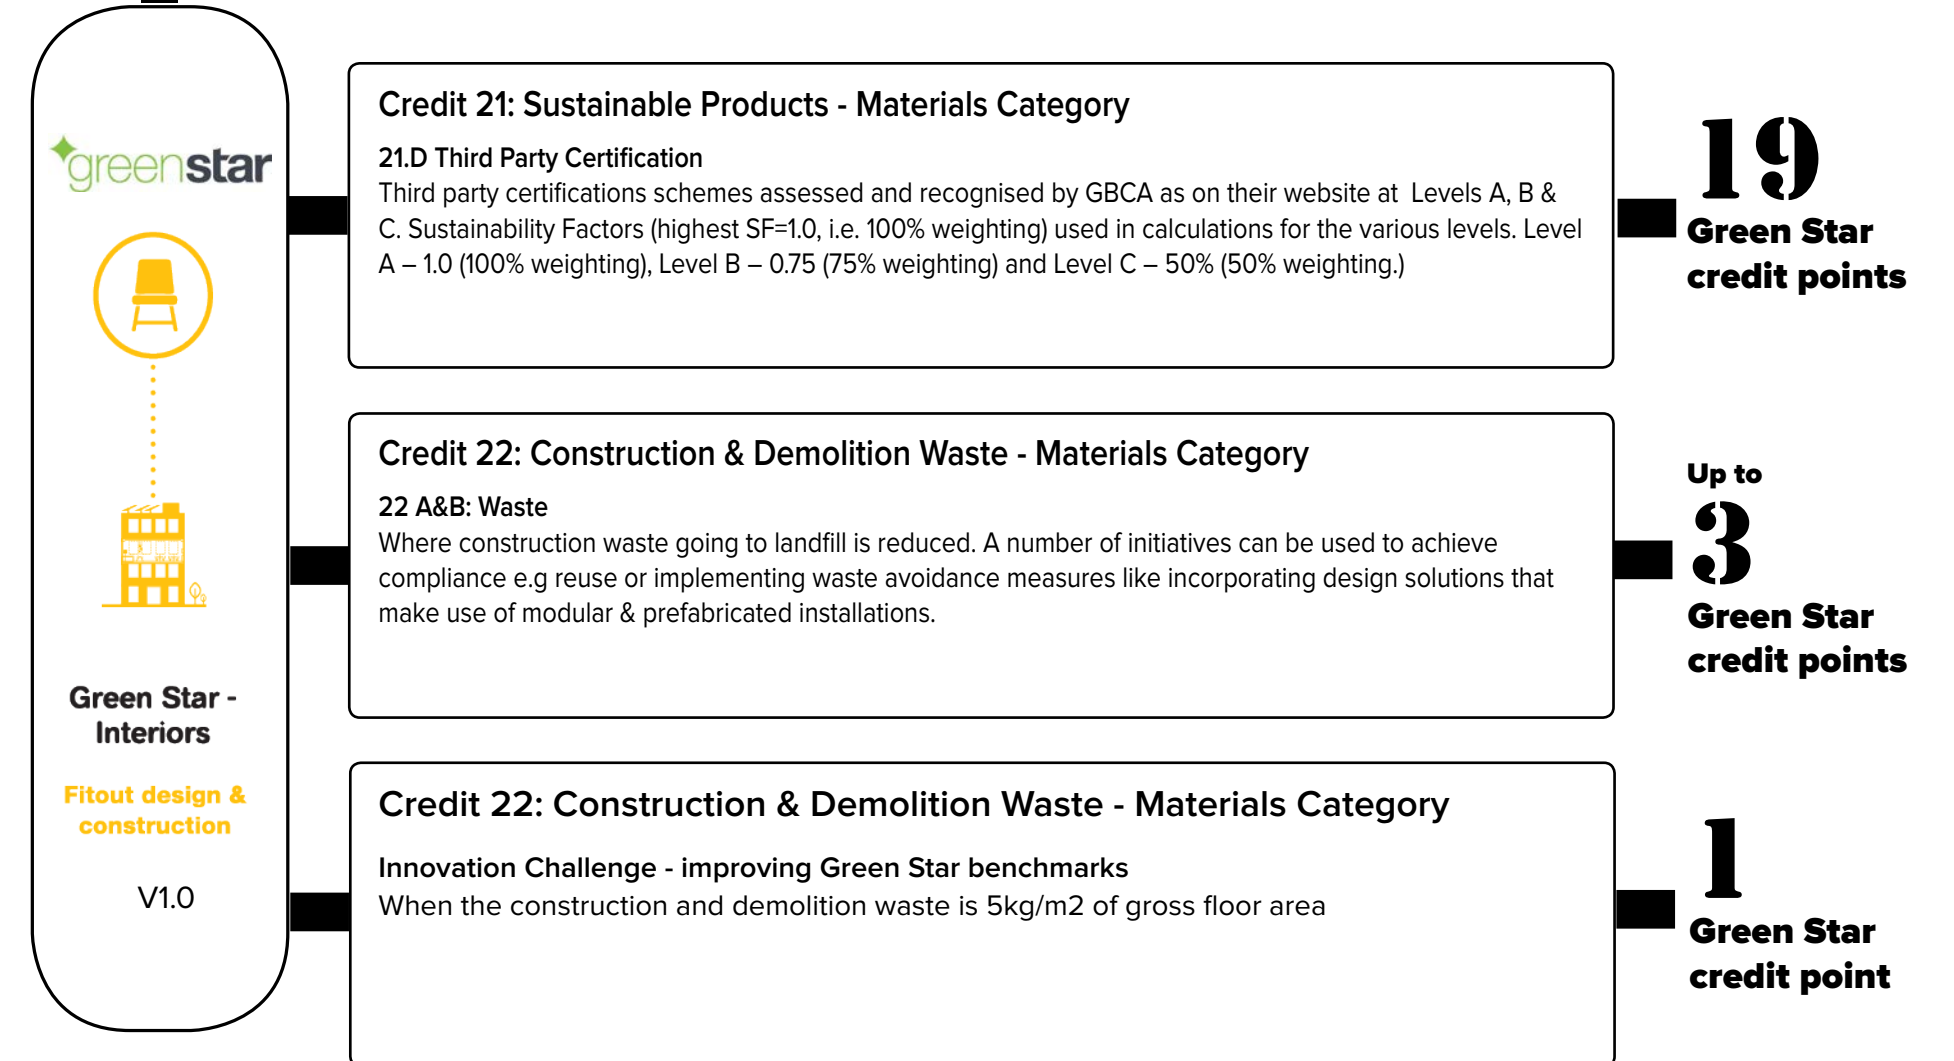 greenstar
Green Star -
Interiors
Fitout design &
construction
V1.0
Credit 21: Sustainable Products - Materials Category
21.D Third Party Certification
Third party certifications schemes assessed and recognised by GBCA as on their website at  Levels A, B &
C. Sustainability Factors (highest SF=1.0, i.e. 100% weighting) used in calculations for the various levels. Level
A – 1.0 (100% weighting), Level B – 0.75 (75% weighting) and Level C – 50% (50% weighting.)
19
Green Star
credit points
Credit 22: Construction & Demolition Waste - Materials Category
22 A&B: Waste
Where construction waste going to landfill is reduced. A number of initiatives can be used to achieve
compliance e.g reuse or implementing waste avoidance measures like incorporating design solutions that
make use of modular & prefabricated installations.
Up to
3
Green Star
credit points
Credit 22: Construction & Demolition Waste - Materials Category
Innovation Challenge - improving Green Star benchmarks
When the construction and demolition waste is 5kg/m2 of gross floor area
1
Green Star
credit point